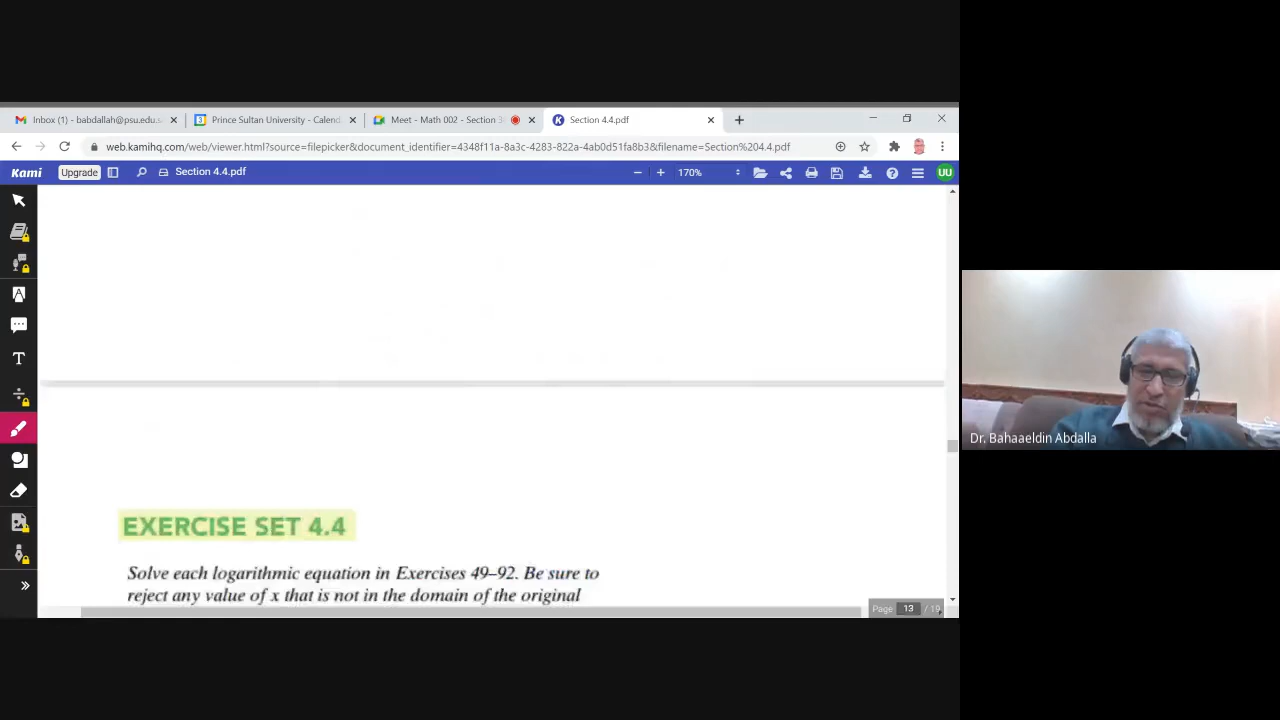 Inbox (1) - babdallah@psu.edu.s
Prince Sultan University - Calend
Meet - Math 002 - Section 3
Section 4.4.pdf
web.kamihq.com/web/viewer.html?source=filepicker&document_identifier=4348f11a-8a3c-4283-822a-4ab0d51fa8b3&filename=Section%204.4.pdf
Kami
Upgrade
Section 4.4.pdf
170%
UU
Dr. Bahaaeldin Abdalla
EXERCISE SET 4.4
Solve each logarithmic equation in Exercises 49–92. Be sure to
reject any value of x that is not in the domain of the original
Page 13 / 19